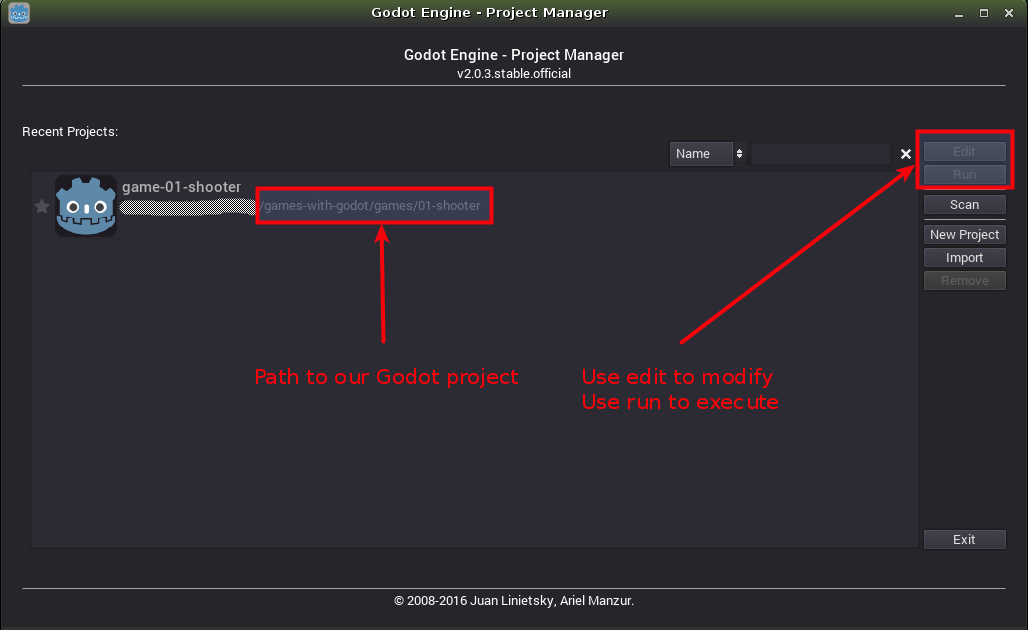 Godot Engine - Project Manager
Godot Engine - Project Manager
v2.0.3.stable.official
Recent Projects:
Name
Edit
Run
game-01-shooter
/games-with-godot/games/01-shooter
Scan
New Project
Import
Remove
Path to our Godot project
Use edit to modify
Use run to execute
Exit
© 2008-2016 Juan Linietsky, Ariel Manzur.